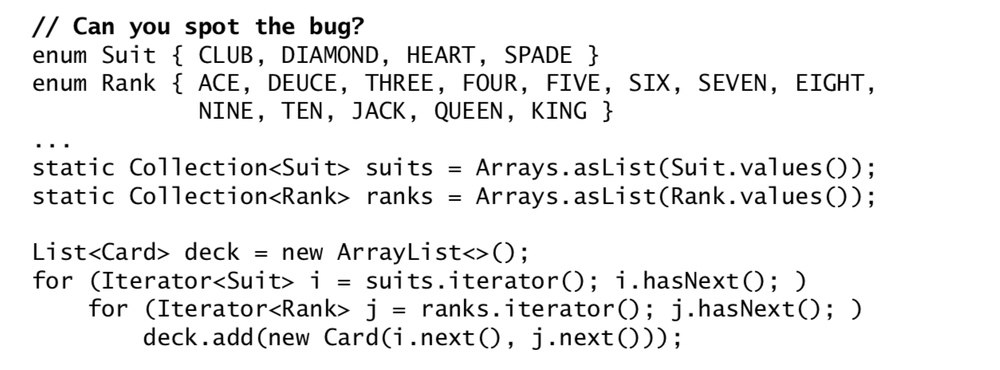 // Can you spot the bug?
enum Suit { CLUB, DIAMOND, HEART, SPADE }
enum Rank { ACE, DEUCE, THREE, FOUR, FIVE, SIX, SEVEN, EIGHT,
            NINE, TEN, JACK, QUEEN, KING }
...
static Collection<Suit> suits = Arrays.asList(Suit.values());
static Collection<Rank> ranks = Arrays.asList(Rank.values());

List<Card> deck = new ArrayList<>();
for (Iterator<Suit> i = suits.iterator(); i.hasNext(); )
    for (Iterator<Rank> j = ranks.iterator(); j.hasNext(); )
        deck.add(new Card(i.next(), j.next()));